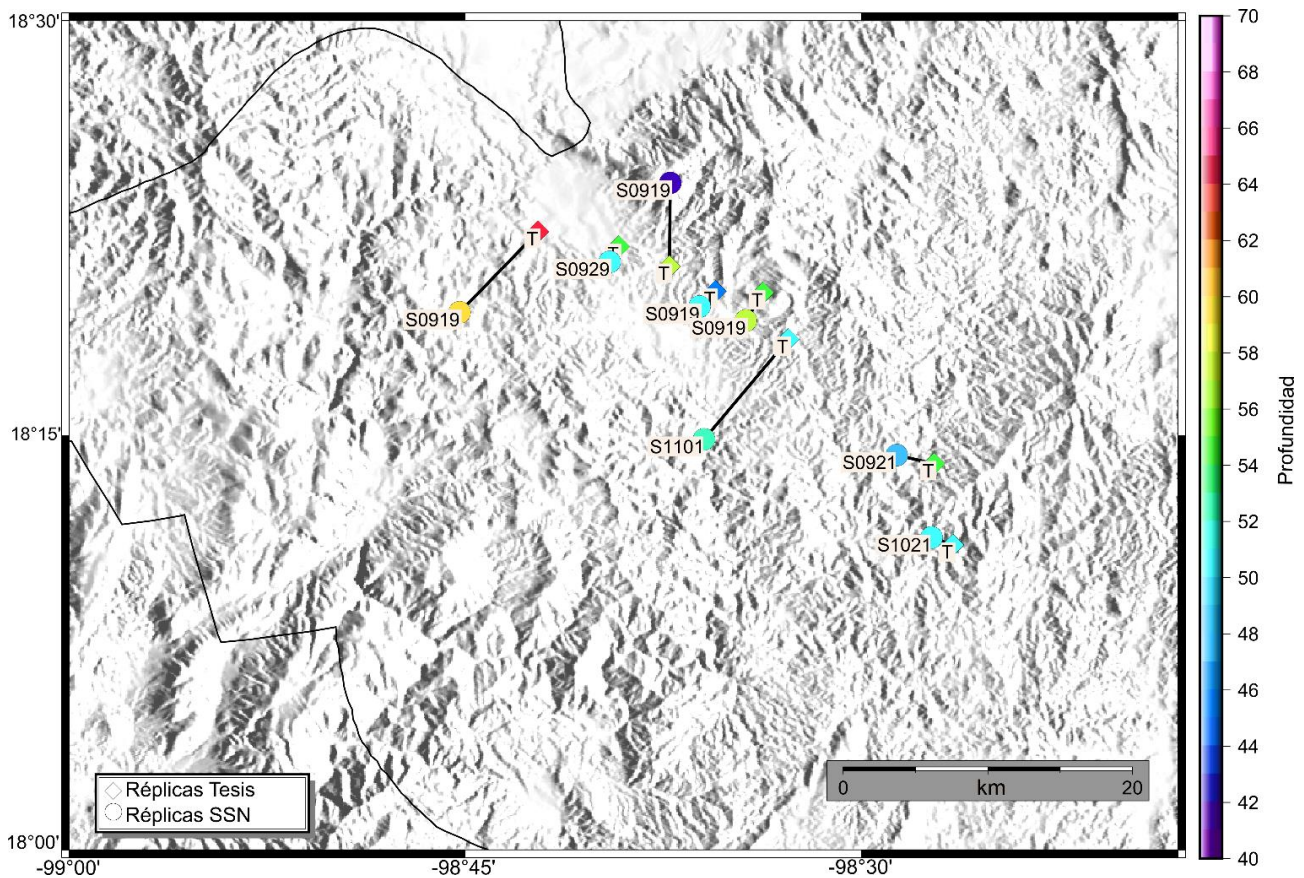 18°30'
70
68
66
64
62
60
58
56
54
52
50
48
46
44
42
40
Profundidad
S0919
T
T
S0929
T
S0919
T
S0919
T
S0919
T
T
S1101
S0921
T
S1021
T
18°15'
Réplicas Tesis
Réplicas SSN
0
km
20
18°00'
-99°00'
-98°45'
-98°30'